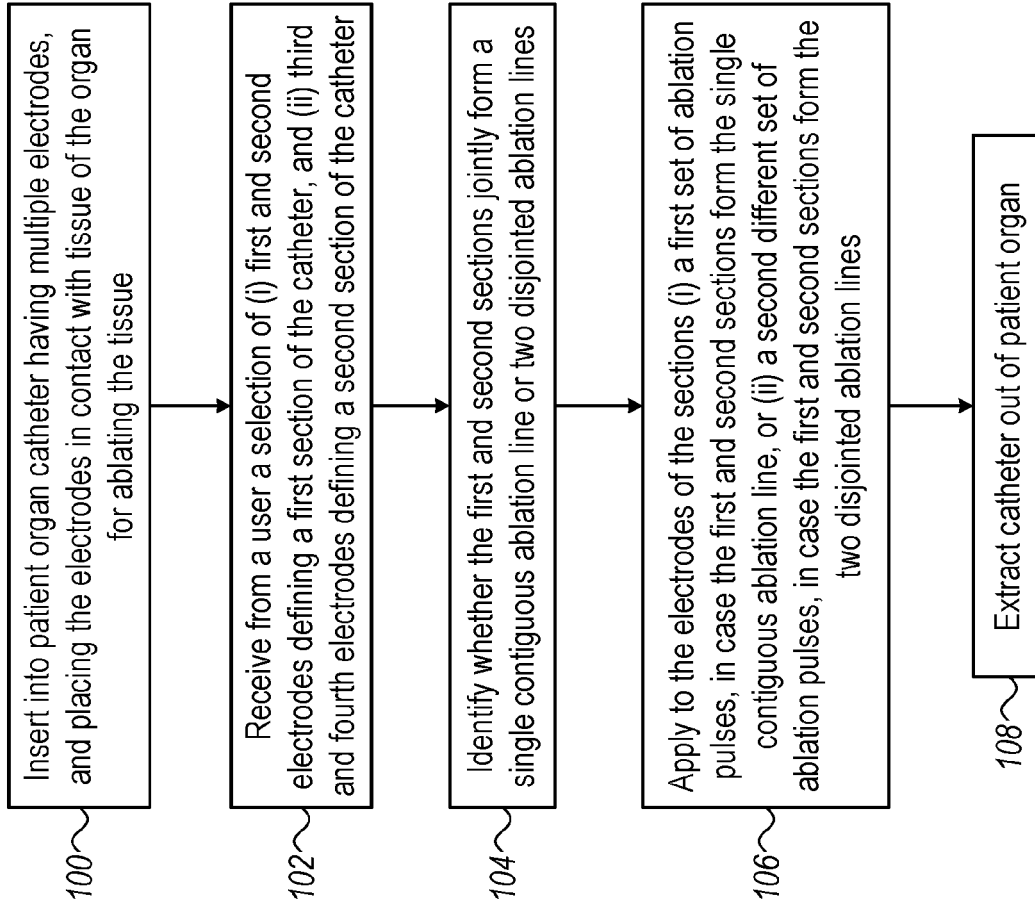 100
Insert into patient organ catheter having multiple electrodes,
and placing the electrodes in contact with tissue of the organ
for ablating the tissue
102
Receive from a user a selection of (i) first and second
electrodes defining a first section of the catheter, and (ii) third
and fourth electrodes defining a second section of the catheter
104
Identify whether the first and second sections jointly form a
single contiguous ablation line or two disjointed ablation lines
106
Apply to the electrodes of the sections (i) a first set of ablation
pulses, in case the first and second sections form the single
contiguous ablation line, or (ii) a second different set of
ablation pulses, in case the first and second sections form the
two disjointed ablation lines
108
Extract catheter out of patient organ